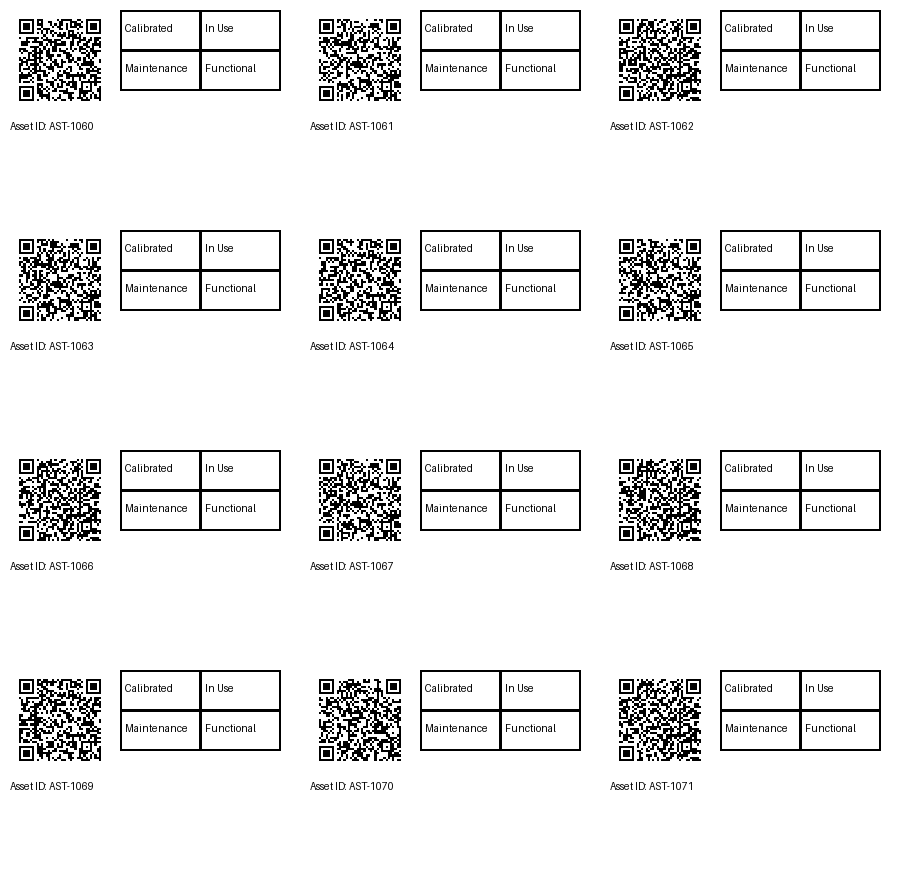 Calibrated In Use
Maintenance Functional
Asset ID: AST-1060
Calibrated In Use
Maintenance Functional
Asset ID: AST-1061
Calibrated In Use
Maintenance Functional
Asset ID: AST-1062
Calibrated In Use
Maintenance Functional
Asset ID: AST-1063
Calibrated In Use
Maintenance Functional
Asset ID: AST-1064
Calibrated In Use
Maintenance Functional
Asset ID: AST-1065
Calibrated In Use
Maintenance Functional
Asset ID: AST-1066
Calibrated In Use
Maintenance Functional
Asset ID: AST-1067
Calibrated In Use
Maintenance Functional
Asset ID: AST-1068
Calibrated In Use
Maintenance Functional
Asset ID: AST-1069
Calibrated In Use
Maintenance Functional
Asset ID: AST-1070
Calibrated In Use
Maintenance Functional
Asset ID: AST-1071